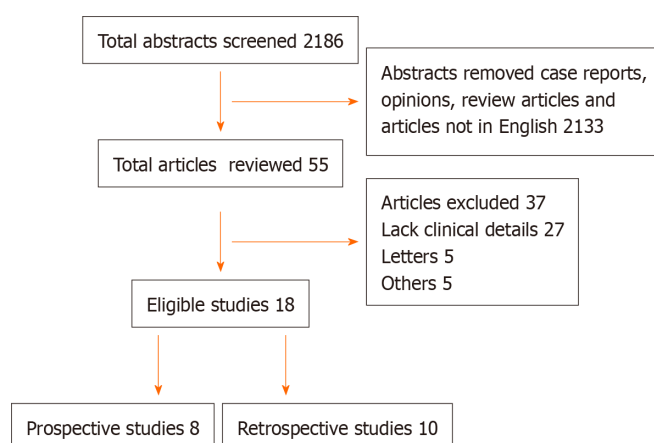 Total abstracts screened 2186
Abstracts removed case reports,
opinions, review articles and
articles not in English 2133
Total articles reviewed 55
Articles excluded 37
Lack clinical details 27
Letters 5
Others 5
Eligible studies 18
Prospective studies 8
Retrospective studies 10